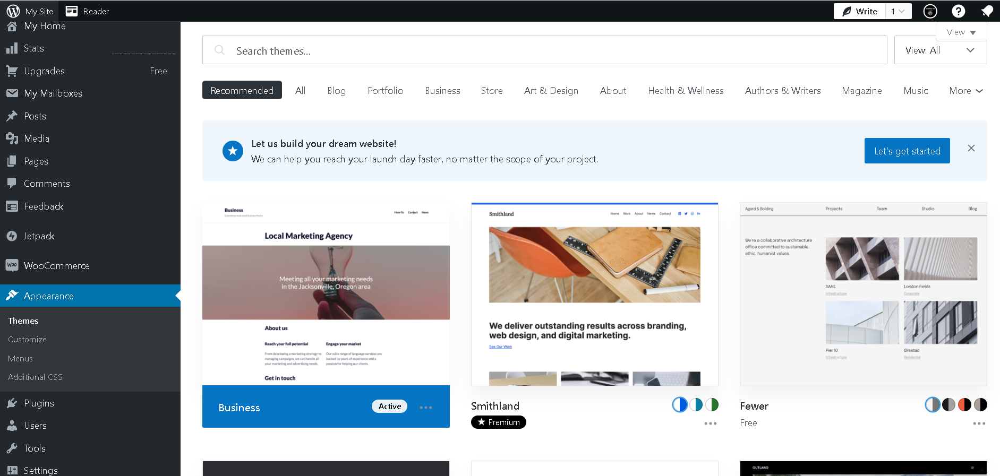 My Site
Reader
Write
1
My Home
Stats
Upgrades
Free
My Mailboxes
Posts
Media
Pages
Comments
Feedback
Jetpack
WooCommerce
Appearance
Themes
Customize
Menus
Additional CSS
Plugins
Users
Tools
Settings
View
Search themes...
View: All
Recommended All Blog Portfolio Business Store Art & Design About Health & Wellness Authors & Writers Magazine Music More
Let us build your dream website!
We can help you reach your launch day faster, no matter the scope of your project.
Let's get started
Business
Gutenberg-ready small business theme
How-To Contact News
Local Marketing Agency
Meeting all your marketing needs
in the Jacksonville, Oregon area
About us
Reach your full potential
From developing a marketing strategy to
managing campaigns, we can handle all
your marketing and advertising needs.
Engage your market
Our wide range of language services are
backed by years of experience and a
passion for helping our clients.
Get in touch
Business
Active
Smithland
Home Work About News Contact
We deliver outstanding results across branding,
web design, and digital marketing.
See Our Work
Smithland
Premium
Agard & Bolding
Projects
Team
Studio
Blog
We're a collaborative architecture
office committed to sustainable,
ethic, humanist values.
SAAG
Infrastructure
London Fields
Corporate
Pier 10
Infrastructure
Ørestad
Residential
Fewer
Free
OUTLAND